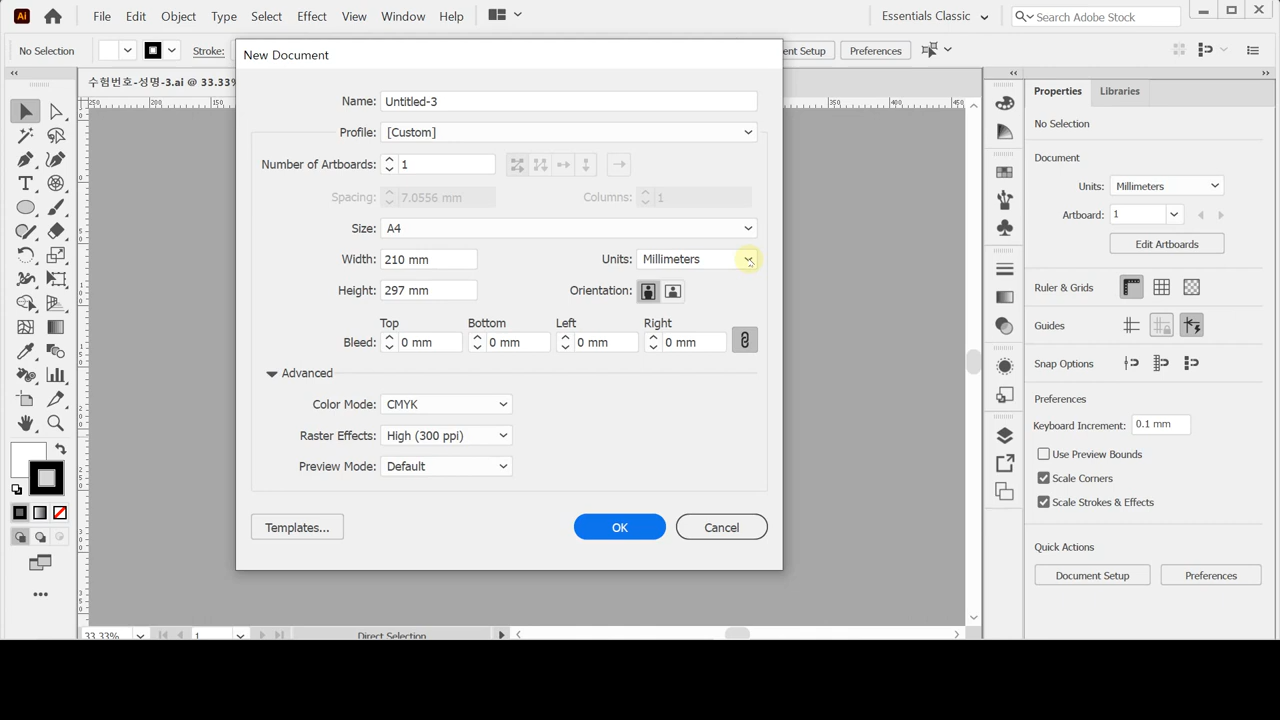 Ai File Edit Object Type Select Effect View Window Help Essentials Classic Search Adobe Stock
No Selection Stroke: ent Setup Preferences
수험번호-성명-3.ai @ 33.33%
250 200 150 350 400 450
New Document
Name: Untitled-3
Profile: [Custom]
Number of Artboards: 1
Spacing: 7.0556 mm Columns: 1
Size: A4
Width: 210 mm Units: Millimeters
Height: 297 mm Orientation:
Top Bottom Left Right
Bleed: 0 mm 0 mm 0 mm 0 mm
Advanced
Color Mode: CMYK
Raster Effects: High (300 ppi)
Preview Mode: Default
Templates... OK Cancel
Properties Libraries
No Selection
Document
Units: Millimeters
Artboard: 1
Edit Artboards
Ruler & Grids
Guides
Snap Options
Preferences
Keyboard Increment: 0.1 mm
Use Preview Bounds
Scale Corners
Scale Strokes & Effects
Quick Actions
Document Setup Preferences
33.33% 1 Direct Selection